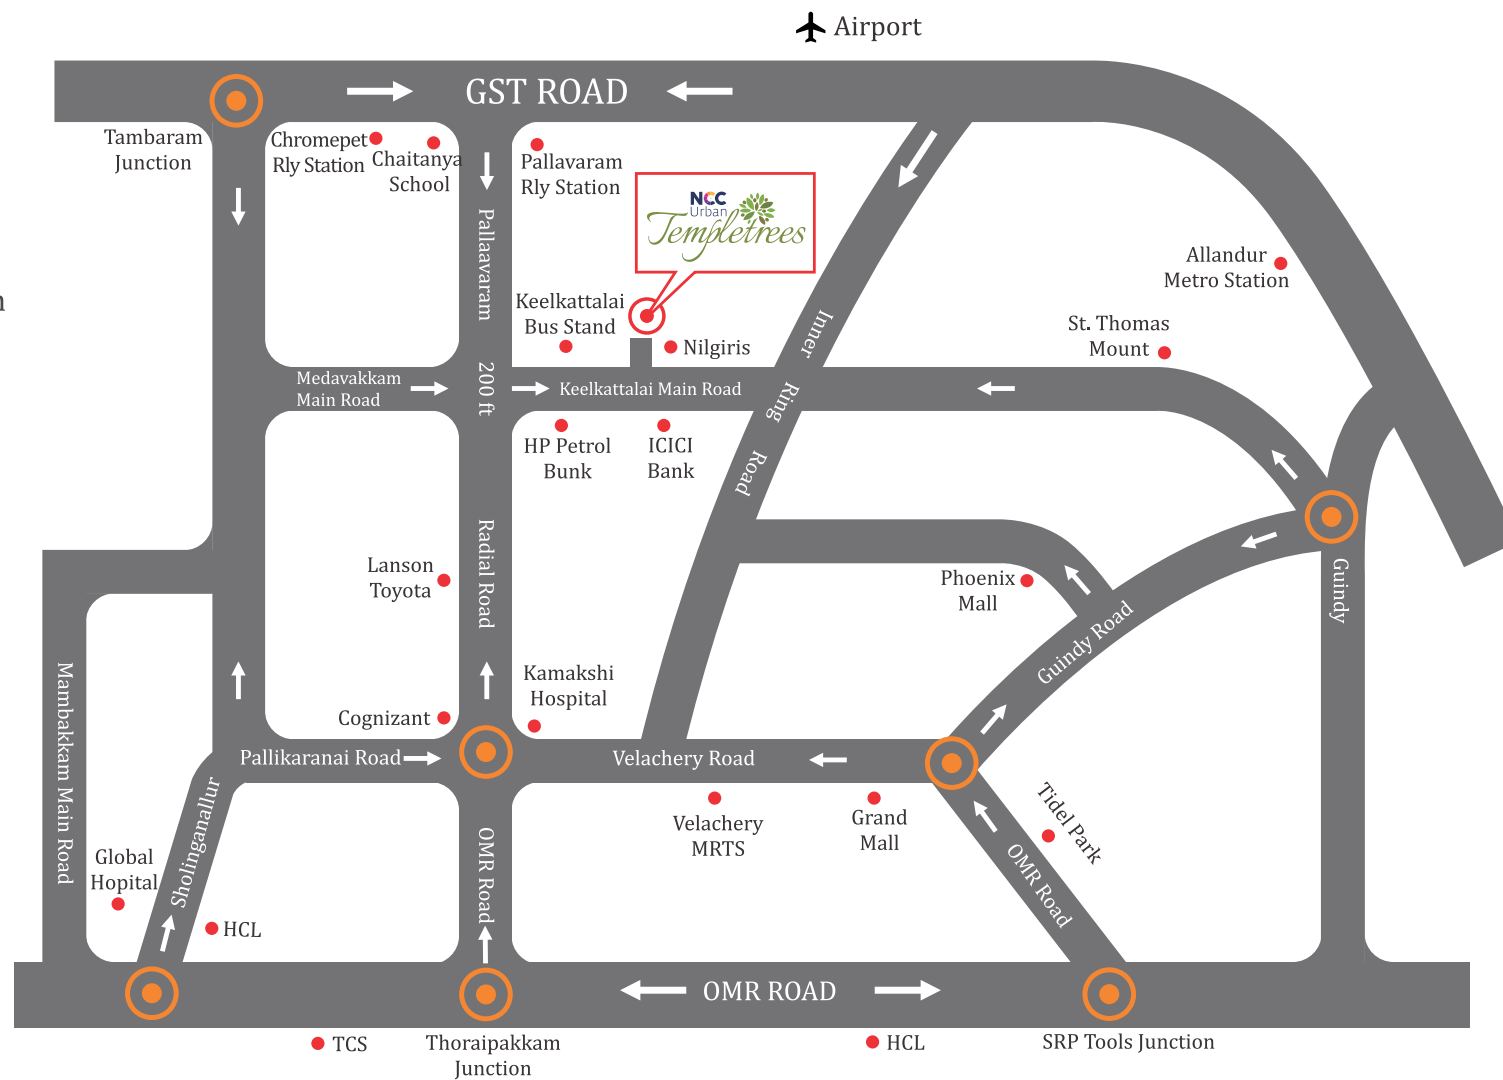 Airport
GST ROAD
Tambaram
Junction
Chromepet
Rly Station
Chaitanya
School
Pallavaram
Rly Station
NCC
Urban
Templetrees
Allandur
Metro Station
n
Keelkattalai
Bus Stand
Nilgiris
St. Thomas
Mount
Medavakkam
Main Road
Pallaavaram 200 ft Radial Road
Keelkattalai Main Road
Inner Ring Road
HP Petrol
Bunk
ICICI
Bank
Lanson
Toyota
Phoenix
Mall
Guindy
Guindy Road
Kamakshi
Hospital
Cognizant
Pallikaranai Road
Velachery Road
Mambakkam Main Road
Sholinganallur
Velachery
MRTS
Grand
Mall
Tidel Park
OMR Road
OMR Road
Global
Hopital
HCL
OMR ROAD
TCS
Thoraipakkam
Junction
HCL
SRP Tools Junction